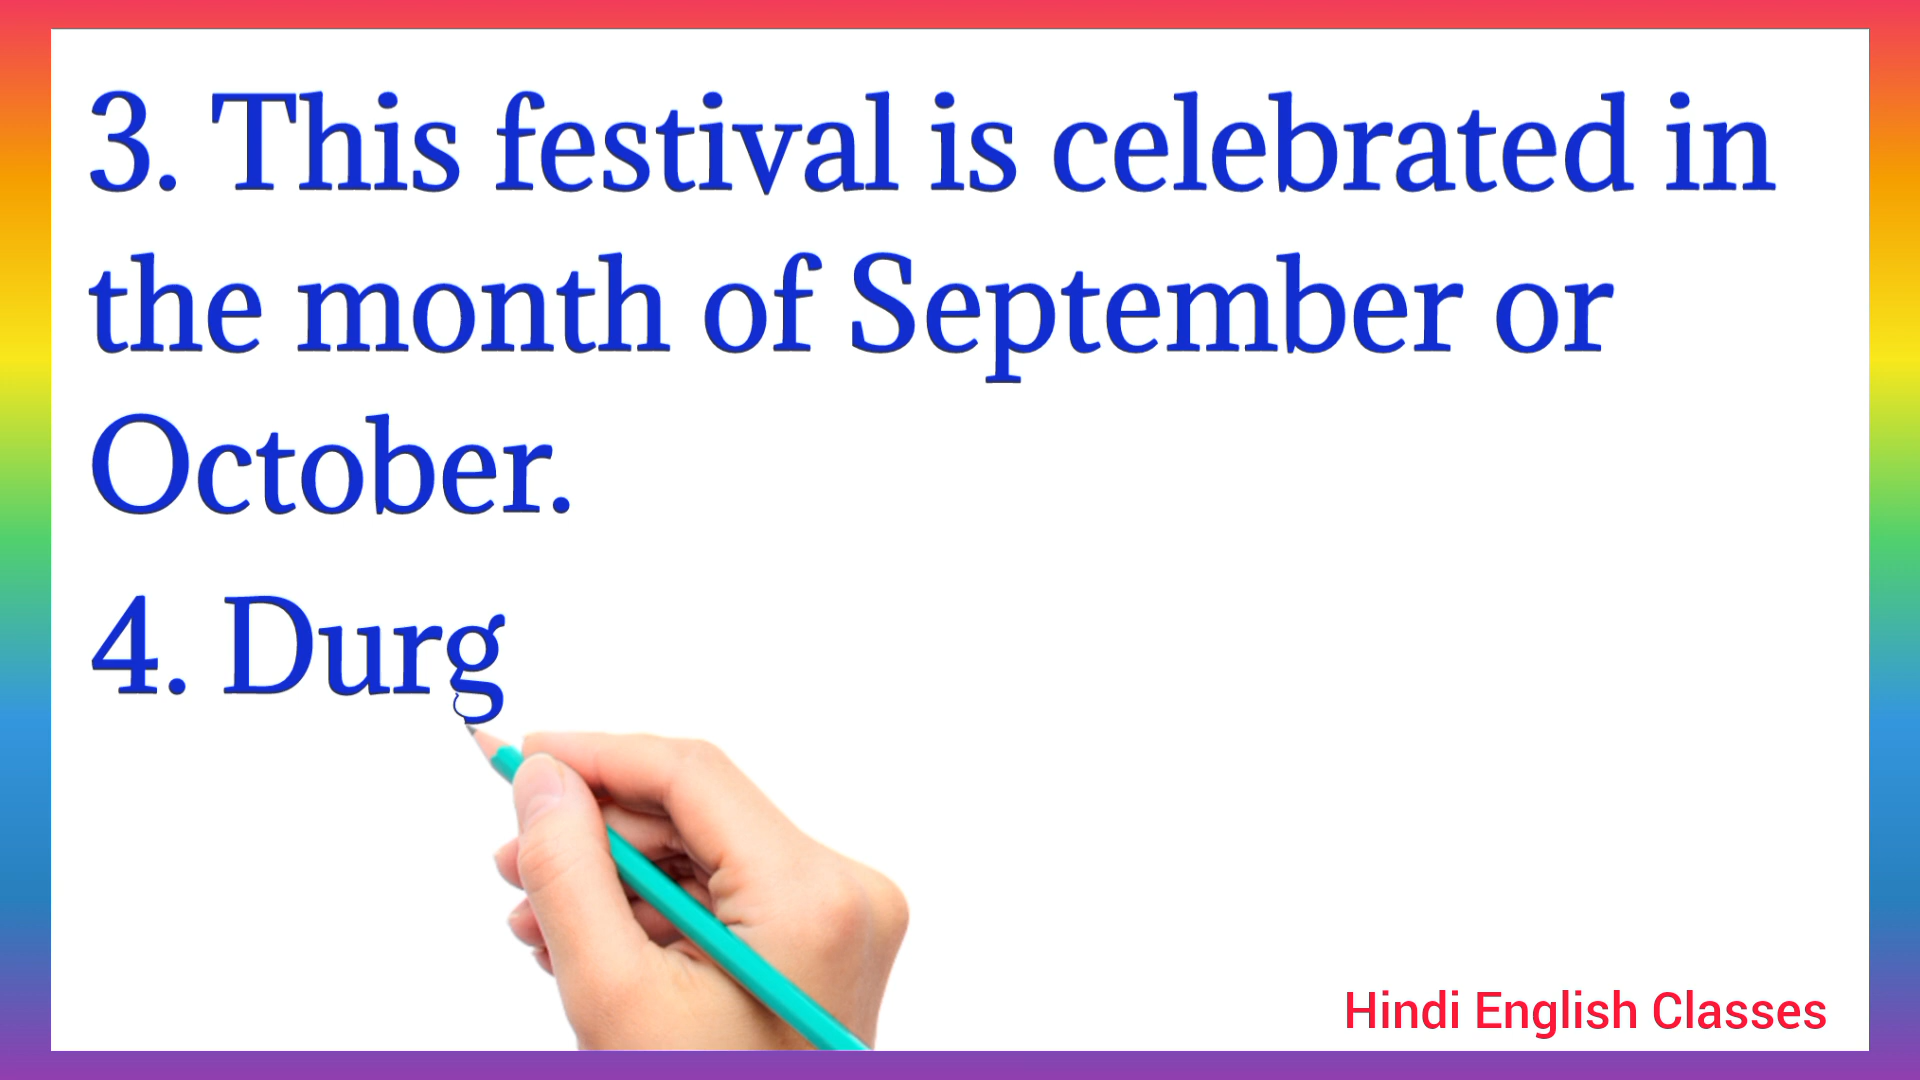 3. This festival is celebrated in
the month of September or
October.
4. Durg
Hindi English Classes